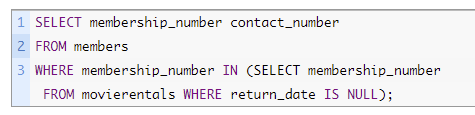 1 SELECT membership_number contact_number
2 FROM members
3 WHERE membership_number IN (SELECT membership_number
FROM movierentals WHERE return_date IS NULL);